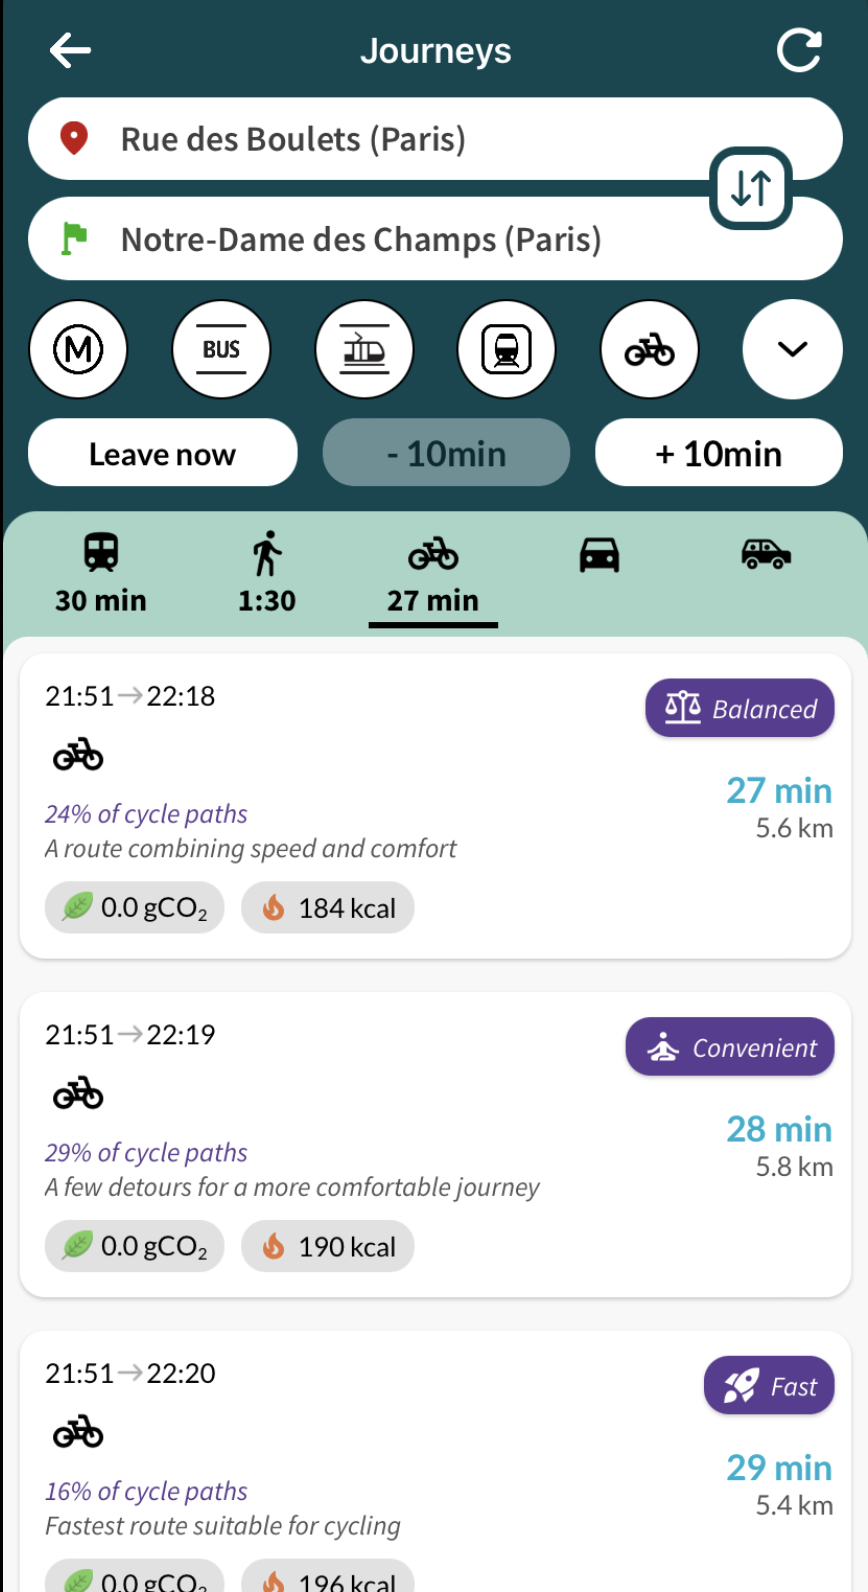 Journeys
Rue des Boulets (Paris)
Notre-Dame des Champs (Paris)
M BUS
Leave now - 10min + 10min
30 min 1:30 27 min
21:51→22:18 Balanced
27 min
24% of cycle paths
5.6 km
A route combining speed and comfort
0.0 gCO₂ 184 kcal
21:51→22:19 Convenient
28 min
29% of cycle paths
5.8 km
A few detours for a more comfortable journey
0.0 gCO₂ 190 kcal
21:51→22:20 Fast
29 min
16% of cycle paths
5.4 km
Fastest route suitable for cycling
0.0 gCO₂ 196 kcal